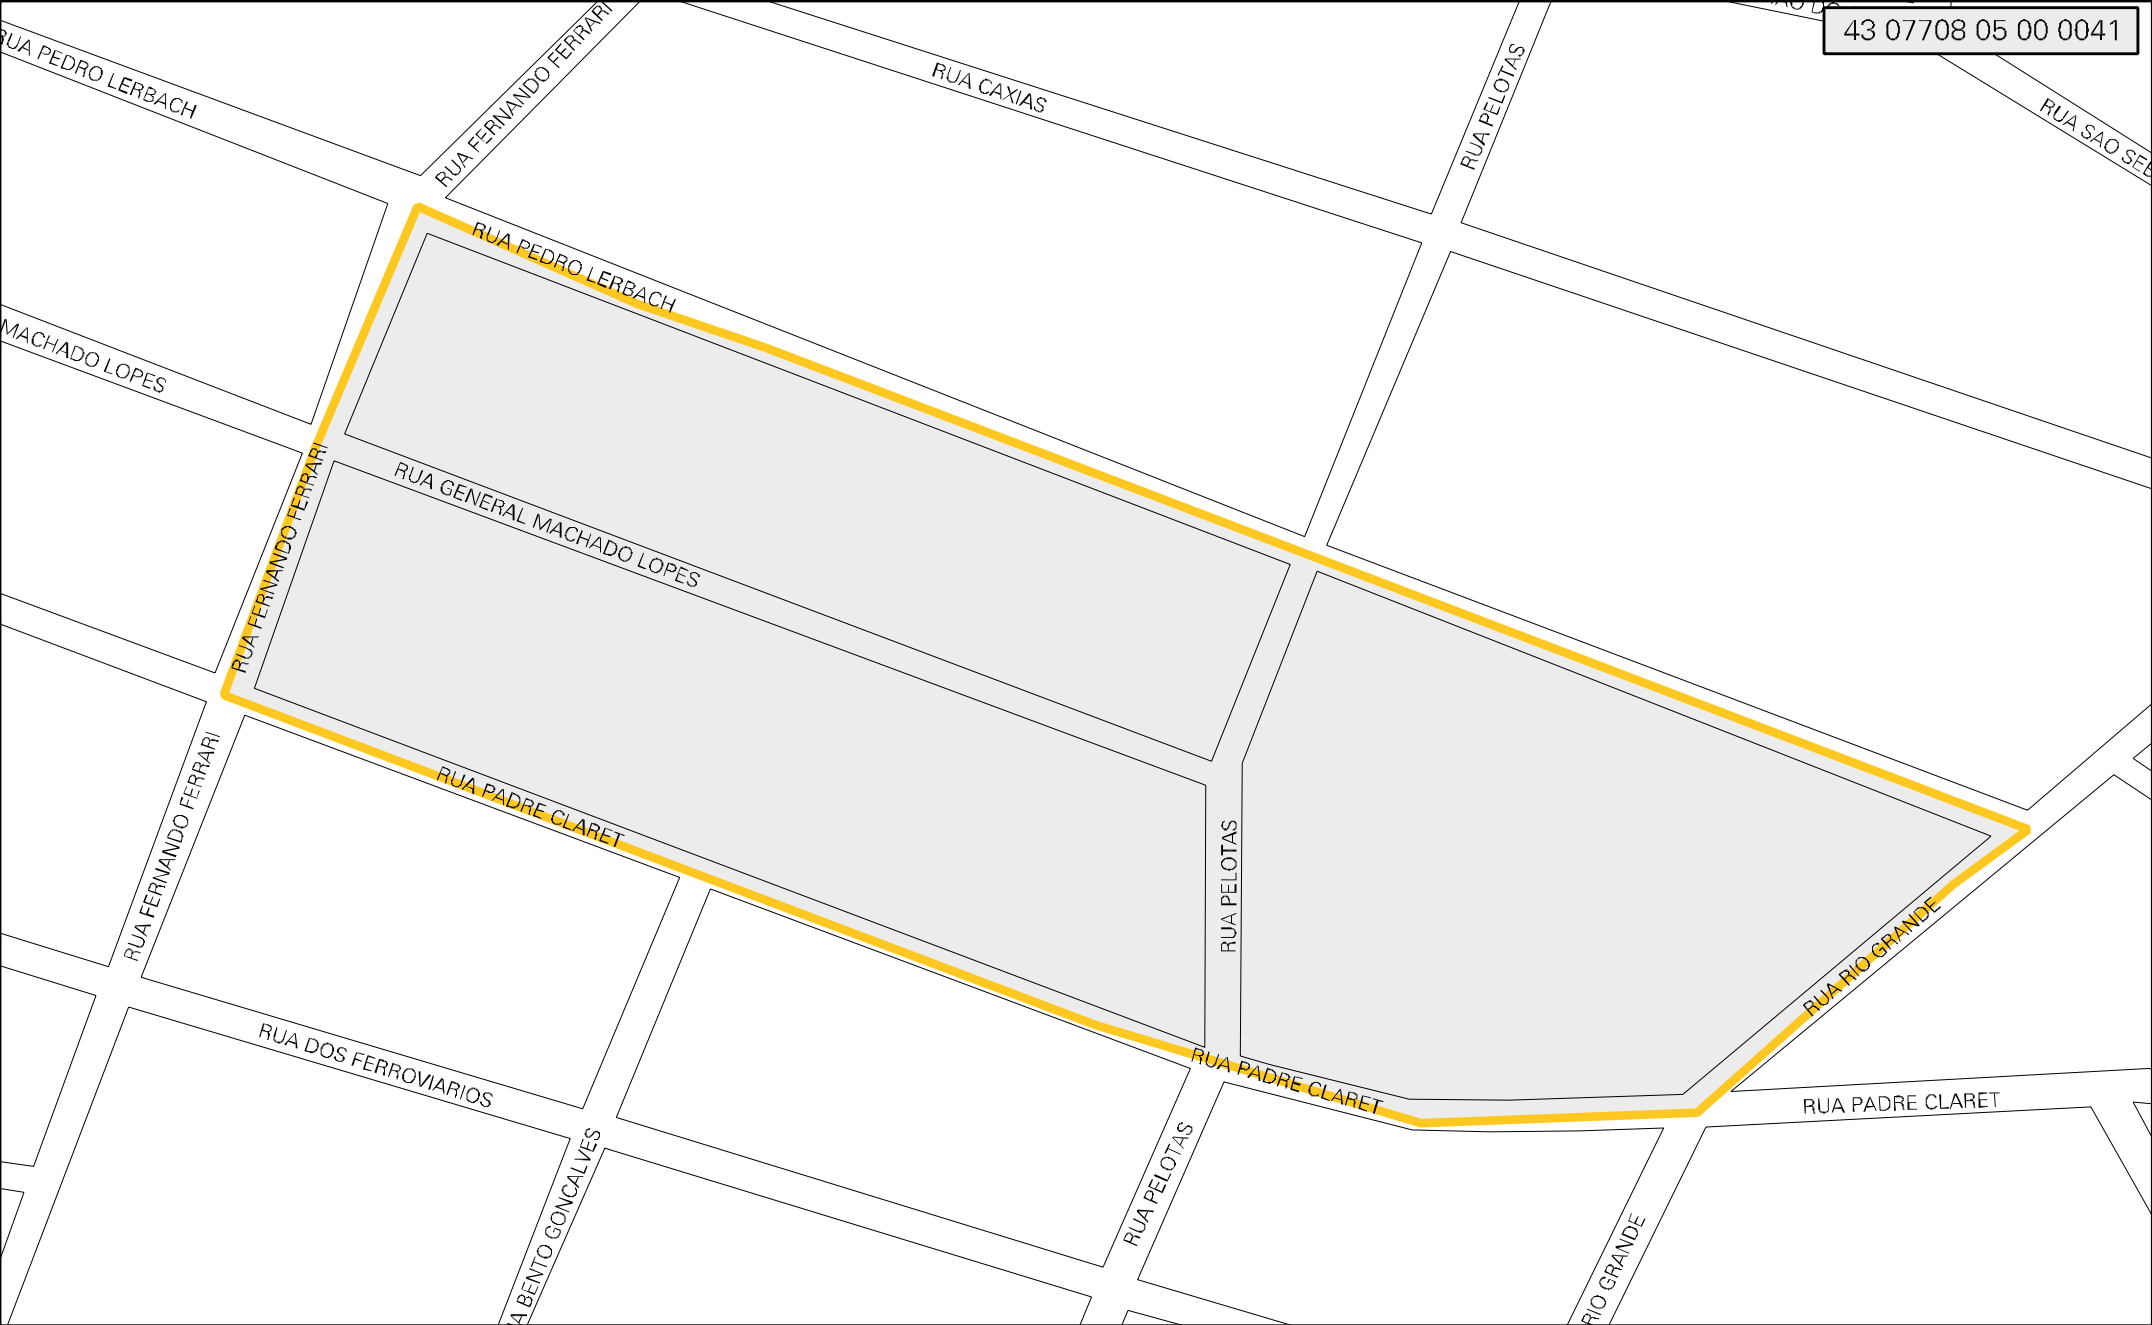 43 07708 05 00 0041
RUA PEDRO LERBACH
RUA FERNANDO FERRARI
RUA CAXIAS
RUA PELOTAS
RUA SAO SEB
RUA PEDRO LERBACH
MACHADO LOPES
RUA GENERAL MACHADO LOPES
RUA FERNANDO FERRARI
RUA FERNANDO FERRARI
RUA PADRE CLARET
RUA PELOTAS
RUA RIO GRANDE
RUA PADRE CLARET
RUA PADRE CLARET
RUA DOS FERROVIARIOS
UA BENTO GONCALVES
RUA PELOTAS
RIO GRANDE